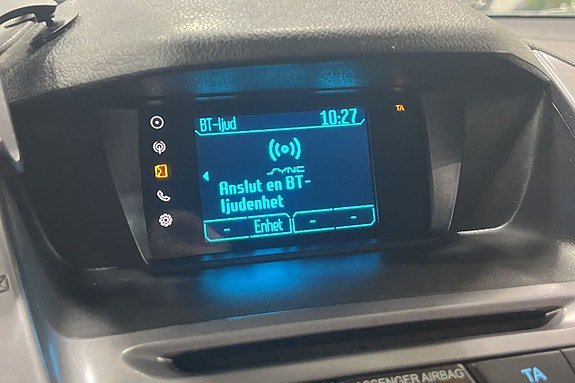 BT-ljud 10:27
TA
SYNC
Anslut en BT-
ljudenhet
- Enhet - -
PASSENGER AIRBAG
TA